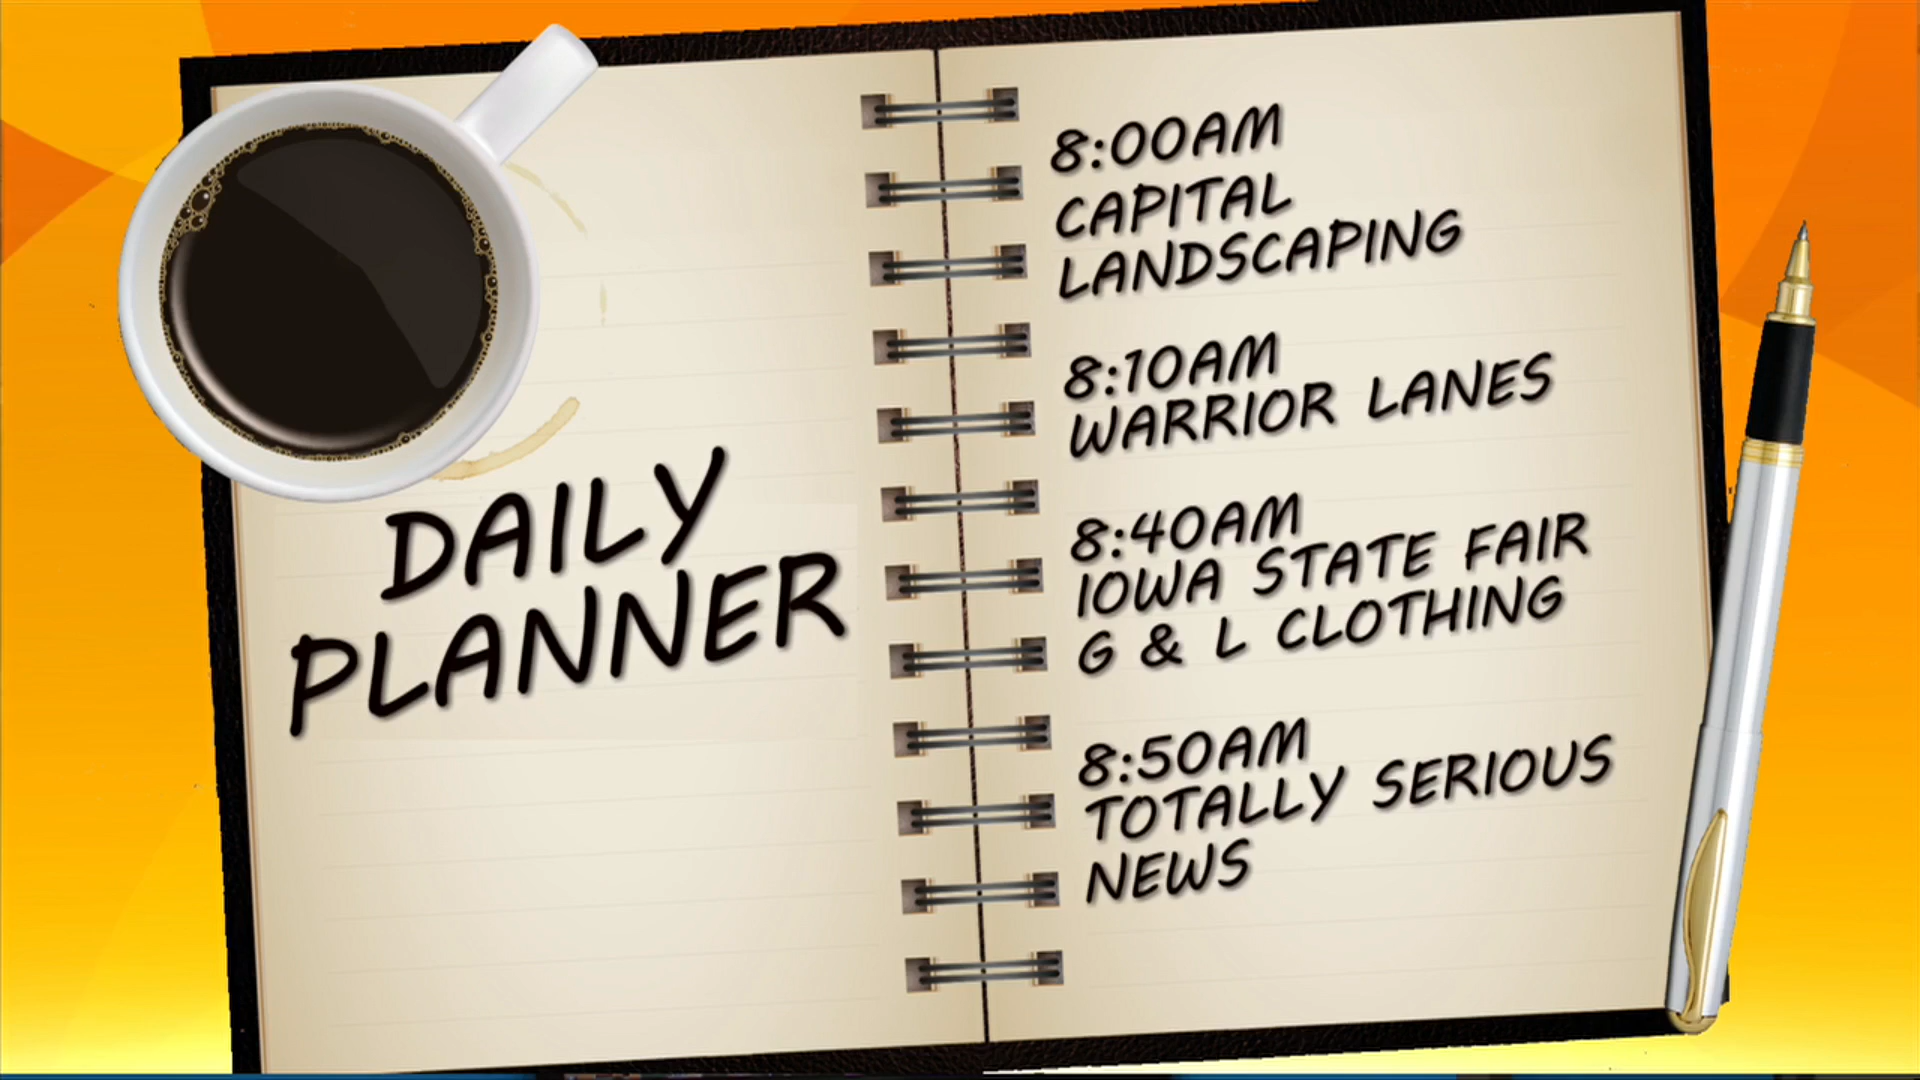 DAILY
PLANNER
8:00AM
CAPITAL
LANDSCAPING
8:10AM
WARRIOR LANES
8:40AM
IOWA STATE FAIR
G & L CLOTHING
8:50AM
TOTALLY SERIOUS
NEWS